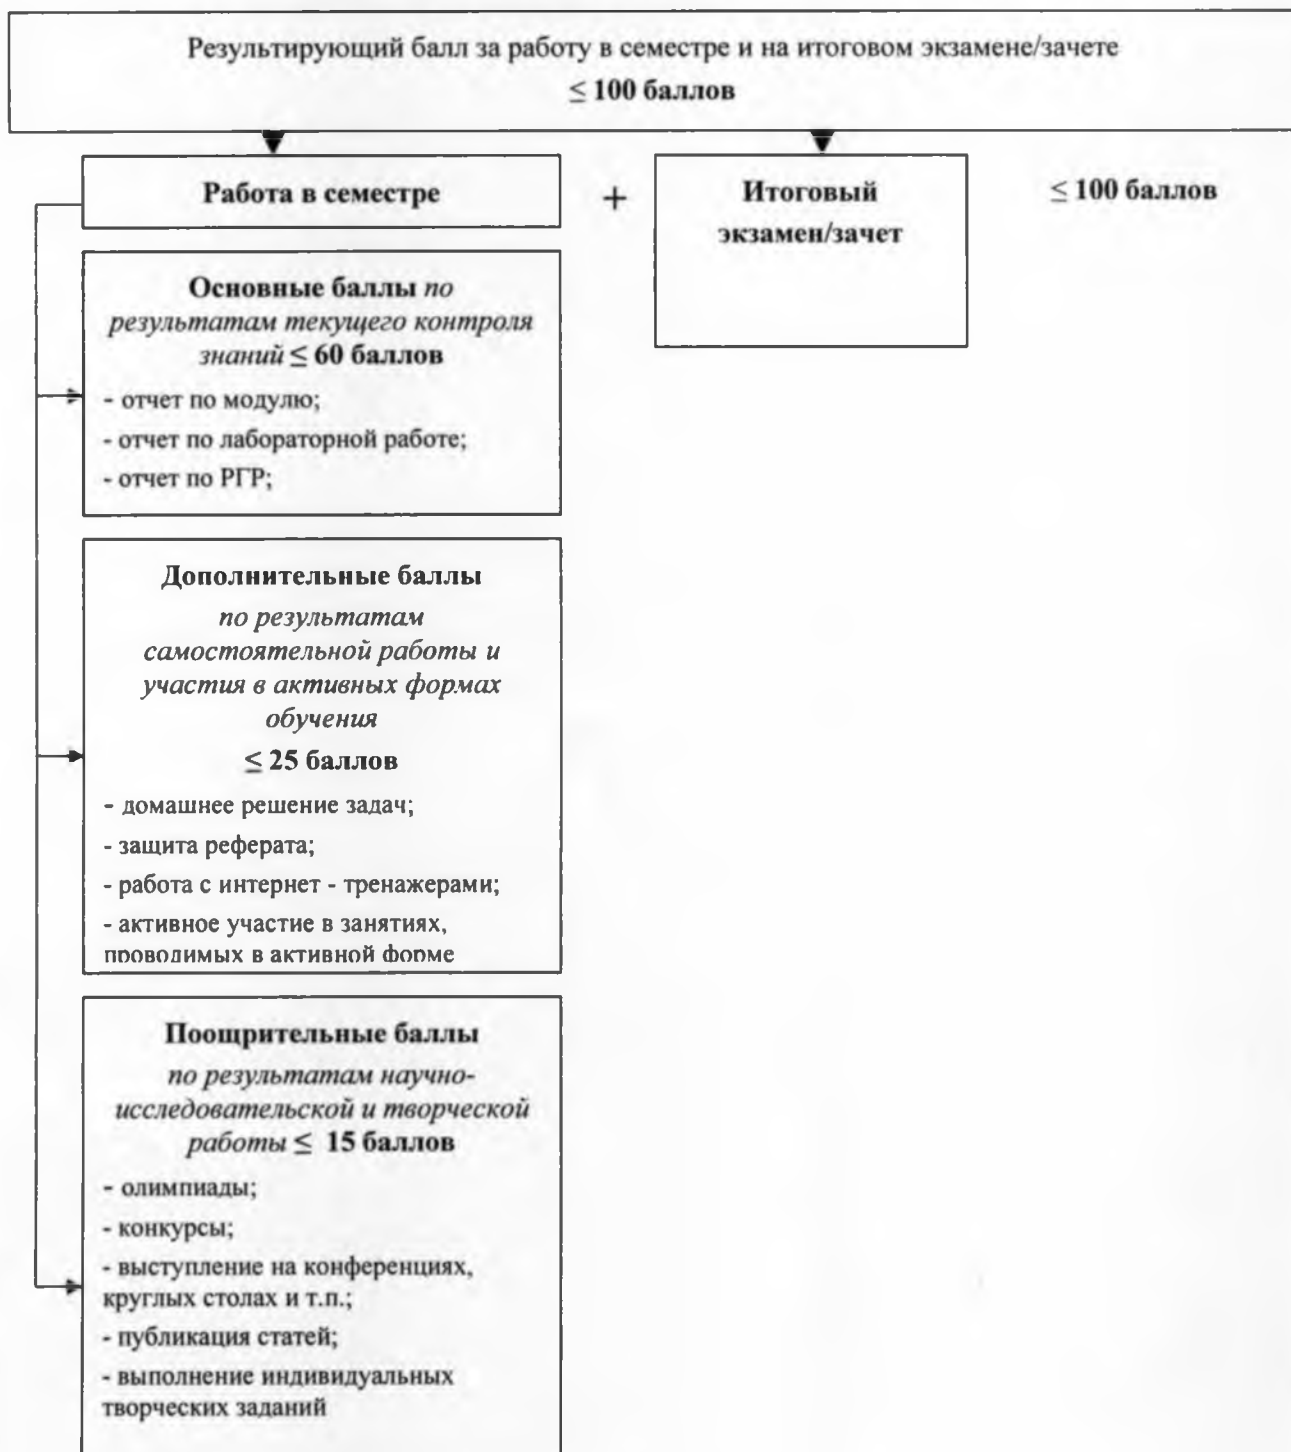 Результирующий балл за работу в семестре и на итоговом экзамене/зачете
≤ 100 баллов
Работа в семестре
+
Итоговый
экзамен/зачет
≤ 100 баллов
Основные баллы по
результатам текущего контроля
знаний ≤ 60 баллов
- отчет по модулю;
- отчет по лабораторной работе;
- отчет по РГР;
Дополнительные баллы
по результатам
самостоятельной работы и
участия в активных формах
обучения
≤ 25 баллов
- домашнее решение задач;
- защита реферата;
- работа с интернет - тренажерами;
- активное участие в занятиях,
проводимых в активной форме
Поощрительные баллы
по результатам научно-
исследовательской и творческой
работы ≤ 15 баллов
- олимпиады;
- конкурсы;
- выступление на конференциях,
круглых столах и т.п.;
- публикация статей;
- выполнение индивидуальных
творческих заданий